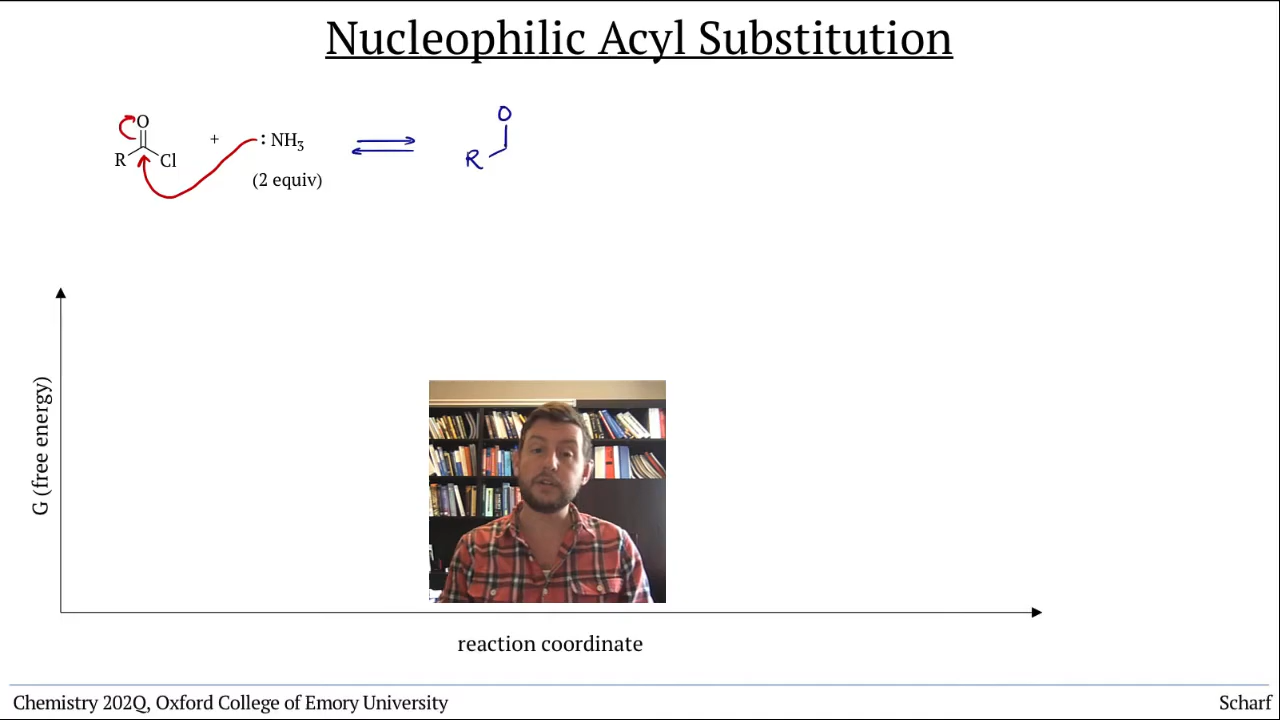 Nucleophilic Acyl Substitution
O
R Cl + : NH₃ ⇌ R O
(2 equiv)
G (free energy)
reaction coordinate
Chemistry 202Q, Oxford College of Emory University Scharf